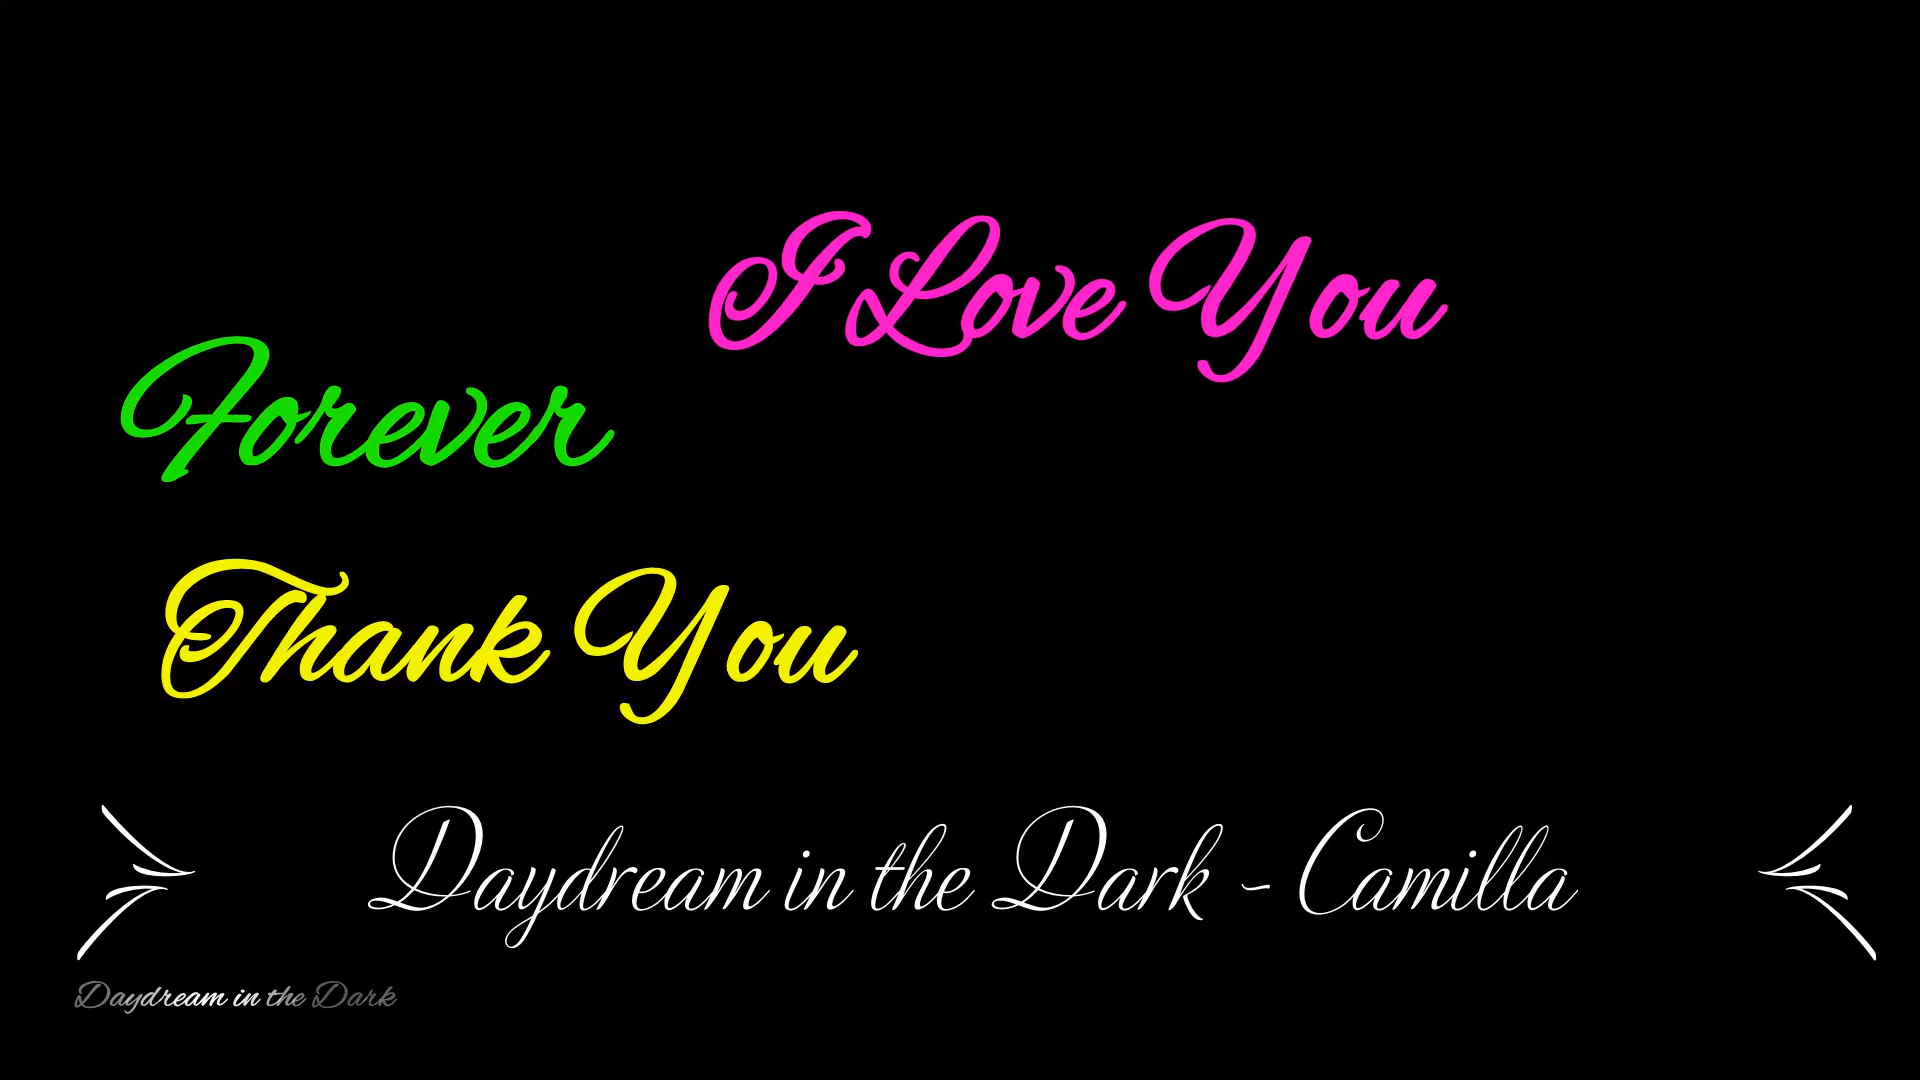 I Love You
Forever
Thank You
Daydream in the Dark - Camilla
Daydream in the Dark